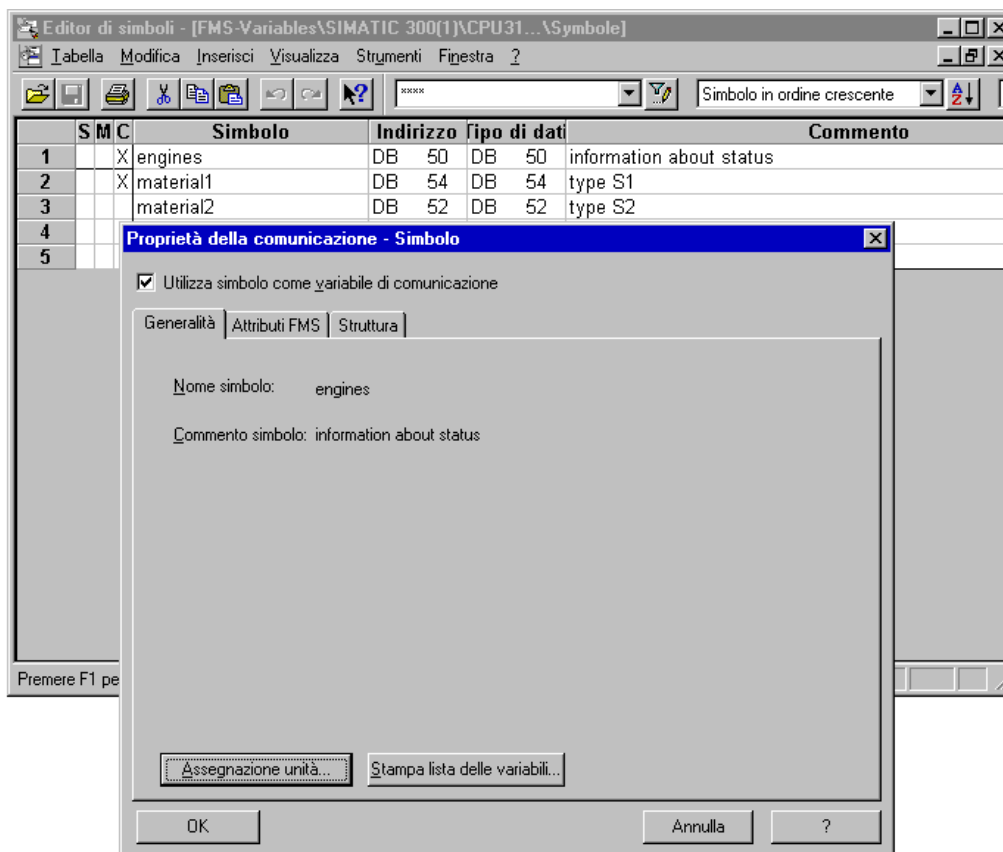 Editor di simboli - [FMS-Variables\SIMATIC 300(1)\CPU31...\Symbole]
Tabella Modifica Inserisci Visualizza Strumenti Finestra ?
**** Simbolo in ordine crescente
S M C Simbolo Indirizzo Tipo di dati Commento
1 X engines DB 50 DB 50 information about status
2 X material1 DB 54 DB 54 type S1
3 material2 DB 52 DB 52 type S2
4
5
Proprietà della comunicazione - Simbolo
Utilizza simbolo come variabile di comunicazione
Generalità Attributi FMS Struttura
Nome simbolo: engines
Commento simbolo: information about status
Premere F1 pe
Assegnazione unità... Stampa lista delle variabili...
OK Annulla ?